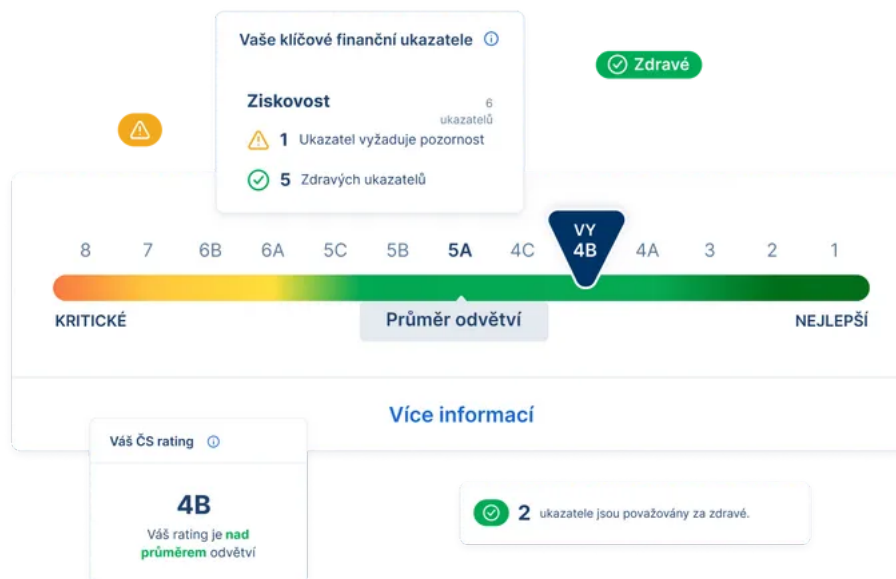 Vaše klíčové finanční ukazatele
Zdravé
Ziskovost
6
ukazatelů
1 Ukazatel vyžaduje pozornost
5 Zdravých ukazatelů
VY
8 7 6B 6A 5C 5B 5A 4C 4B 4A 3 2 1
KRITICKÉ
Průměr odvětví
NEJLEPŠÍ
Více informací
Váš ČS rating
4B
Váš rating je nad
průměrem odvětví
2 ukazatele jsou považovány za zdravé.